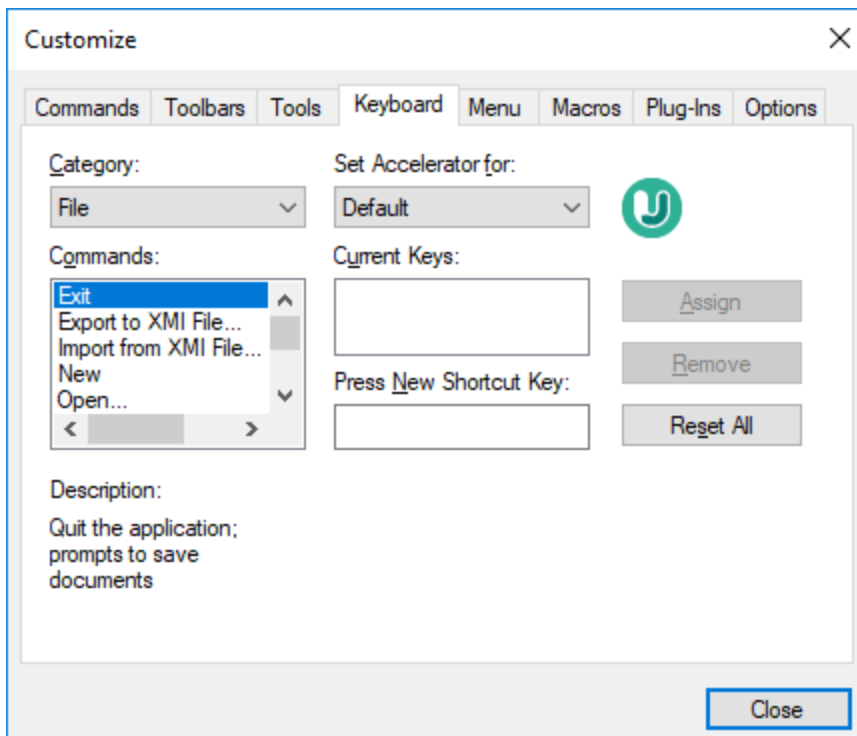 Customize
Commands Toolbars Tools Keyboard Menu Macros Plug-Ins Options
Category:
Set Accelerator for:
File
Default
Commands:
Current Keys:
Exit
Export to XMI File...
Import from XMI File...
New
Open...
Assign
Remove
Press New Shortcut Key:
Reset All
Description:
Quit the application;
prompts to save
documents
Close